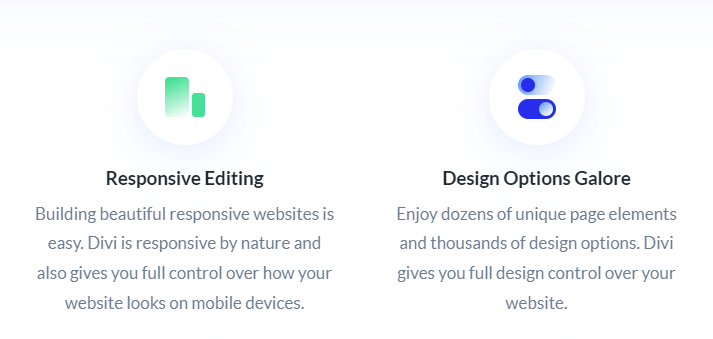 Responsive Editing
Building beautiful responsive websites is
easy. Divi is responsive by nature and
also gives you full control over how your
website looks on mobile devices.
Design Options Galore
Enjoy dozens of unique page elements
and thousands of design options. Divi
gives you full design control over your
website.